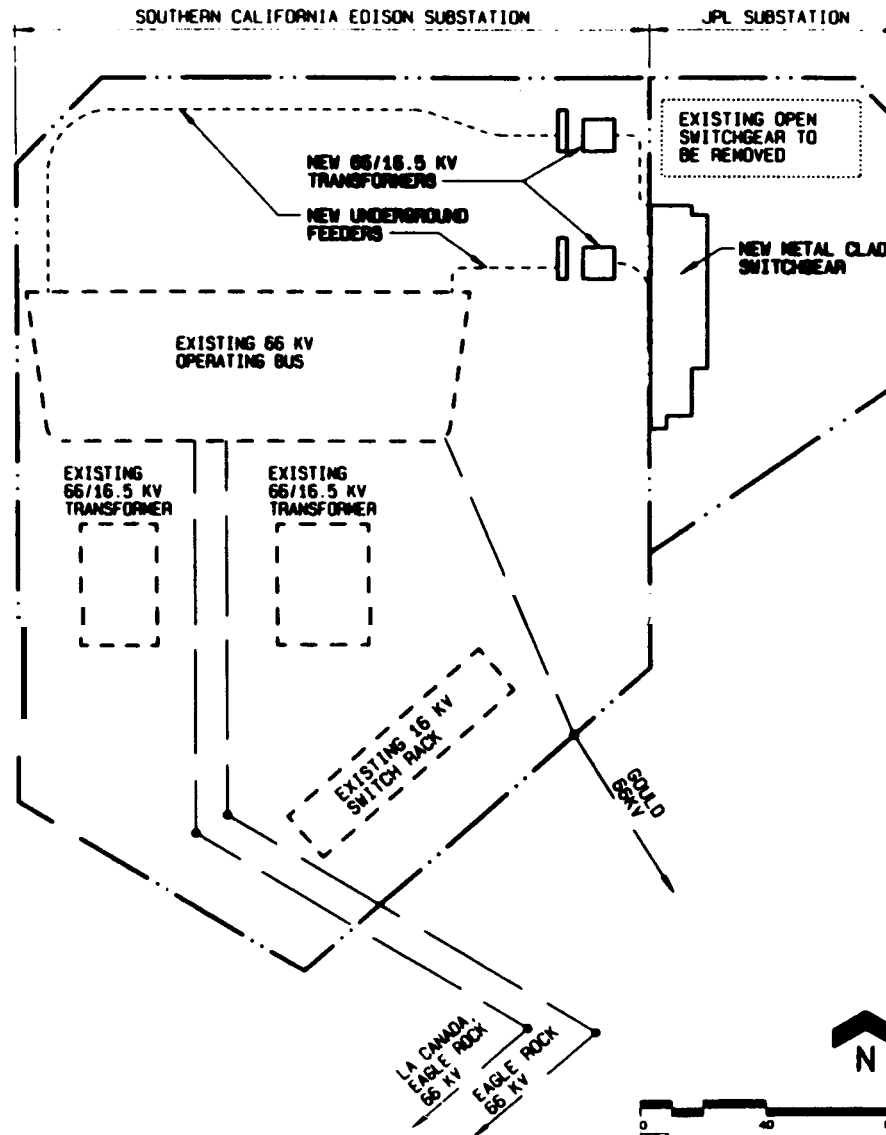 SOUTHERN CALIFORNIA EDISON SUBSTATION
JPL SUBSTATION
EXISTING OPEN
SWITCHGEAR TO
BE REMOVED
NEW 66/16.5 KV
TRANSFORMERS
NEW UNDERGROUND
FEEDERS
NEW METAL CLAD
SWITCHGEAR
EXISTING 66 KV
OPERATING BUS
EXISTING
66/16.5 KV
TRANSFORMER
EXISTING
66/16.5 KV
TRANSFORMER
EXISTING 16 KV
SWITCH RACK
GOULD
66KV
LA CANADA,
EAGLE ROCK
66 KV
EAGLE ROCK
66 KV
N
0 40